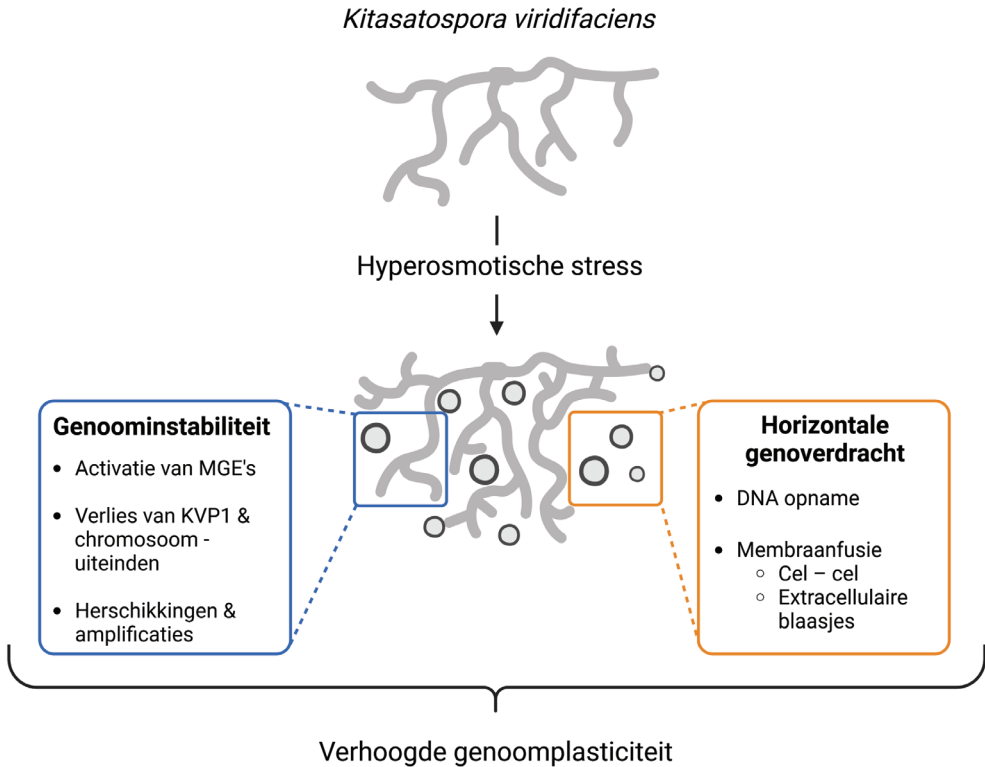 Kitasatospora viridifaciens
Hyperosmotische stress
Genoominstabiliteit
• Activatie van MGE's
• Verlies van KVP1 &
chromosoom -
uiteinden
• Herschikkingen &
amplificaties
Horizontale
genoverdracht
• DNA opname
• Membraanfusie
○ Cel – cel
○ Extracellulaire
blaasjes
Verhoogde genoomplasticiteit